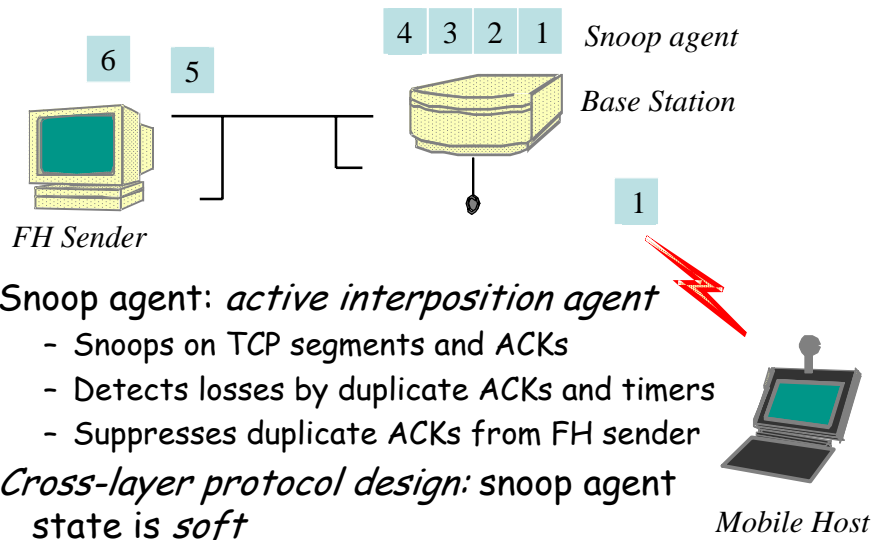 4 3 2 1 Snoop agent
6
5
Base Station
1
FH Sender
Snoop agent: active interposition agent
- Snoops on TCP segments and ACKs
- Detects losses by duplicate ACKs and timers
- Suppresses duplicate ACKs from FH sender
Cross-layer protocol design: snoop agent
state is soft
Mobile Host